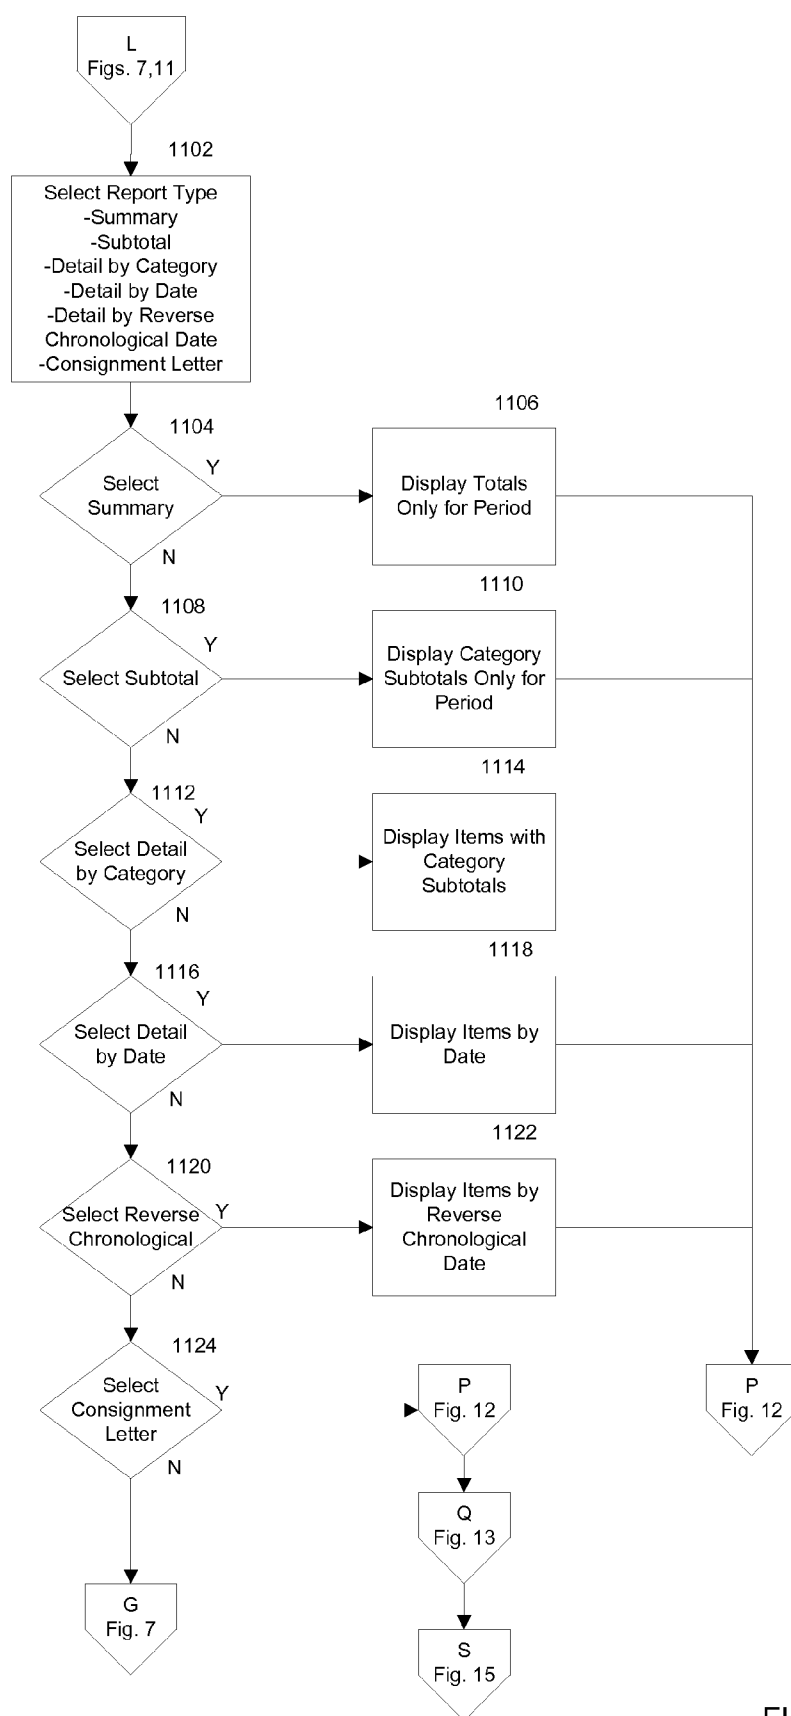 L
Figs. 7,11
1102
Select Report Type
-Summary
-Subtotal
-Detail by Category
-Detail by Date
-Detail by Reverse
Chronological Date
-Consignment Letter
1104
Select
Summary
Y
N
1106
Display Totals
Only for Period
1108
Select Subtotal
Y
N
1110
Display Category
Subtotals Only for
Period
1112
Select Detail
by Category
Y
N
1114
Display Items with
Category
Subtotals
1116
Select Detail
by Date
Y
N
1118
Display Items by
Date
1120
Select Reverse
Chronological
Y
N
1122
Display Items by
Reverse
Chronological
Date
1124
Select
Consignment
Letter
Y
N
P
Fig. 12
P
Fig. 12
Q
Fig. 13
G
Fig. 7
S
Fig. 15